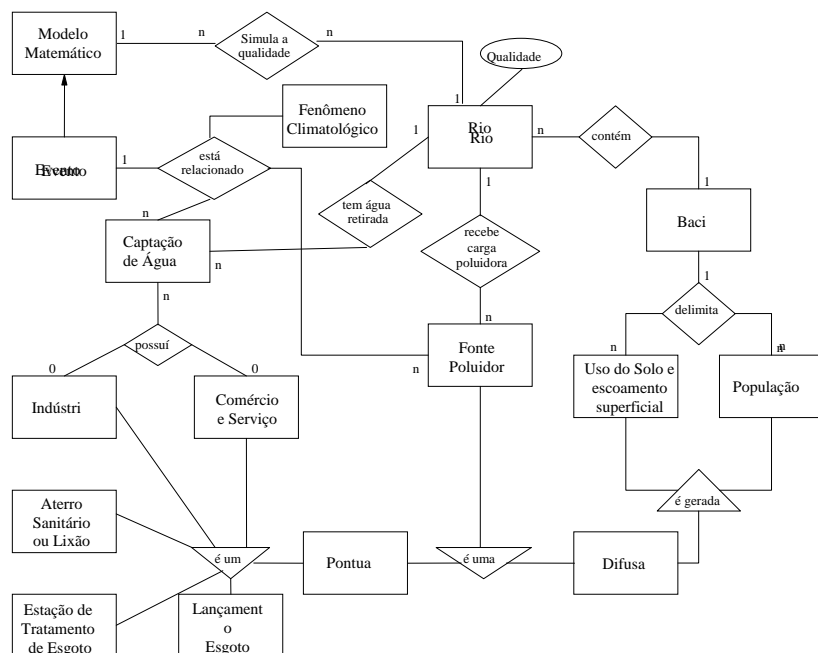 Modelo
Matemático
1
n
Simula a
qualidade
n
Qualidade
Fenômeno
Climatológico
1
1
Rio
Rio
n
contém
Evento
Evento
1
está
relacionado
1
tem água
retirada
1
n
Captação
de Água
n
recebe
carga
poluidora
Baci
n
1
delimita
possuí
n
n
n
n
Fonte
Poluidor
n
0
0
Uso do Solo e
escoamento
superficial
População
Indústri
Comércio
e Serviço
é gerada
Aterro
Sanitário
ou Lixão
é um
Pontua
é uma
Difusa
Estação de
Tratamento
de Esgoto
Lançament
o
Esgoto